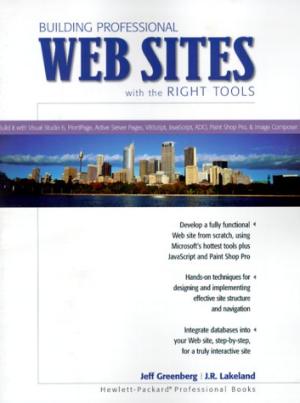 BUILDING PROFESSIONAL
WEB SITES
with the RIGHT TOOLS
Build it with Visual Studio 6, FrontPage, Active Server Pages, VBScript, JavaScript, ADO, Paint Shop Pro, & Image Composer
Develop a fully functional
Web site from scratch, using
Microsoft's hottest tools plus
JavaScript and Paint Shop Pro
Hands-on techniques for
designing and implementing
effective site structure
and navigation
Integrate databases into
your Web site, step-by-step,
for a truly interactive site
Jeff Greenberg | J.R. Lakeland
Hewlett-Packard® Professional Books